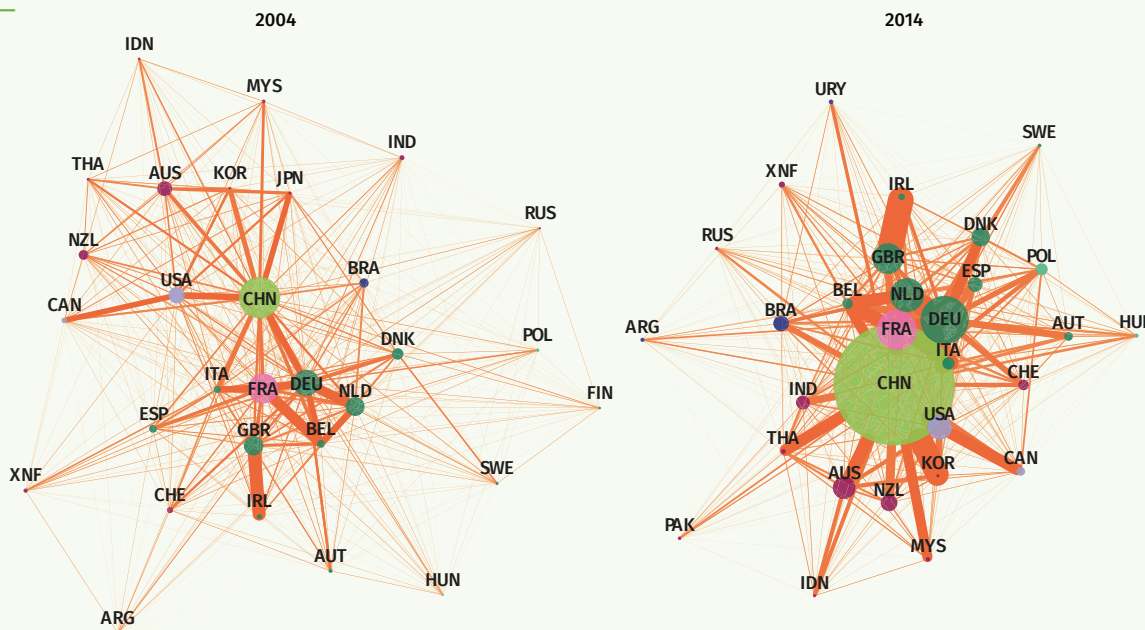 2004
IDN
MYS
IND
THA
AUS
KOR
JPN
RUS
NZL
USA
BRA
CAN
CHN
DNK
POL
ITA
FRA
DEU
NLD
FIN
ESP
GBR
BEL
XNF
CHE
IRL
SWE
AUT
HUN
ARG
2014
URY
SWE
XNF
IRL
RUS
DNK
GBR
POL
ESP
BEL
NLD
BRA
DEU
ARG
FRA
AUT
HUN
ITA
CHN
CHE
IND
USA
THA
AUS
KOR
CAN
NZL
PAK
MYS
IDN